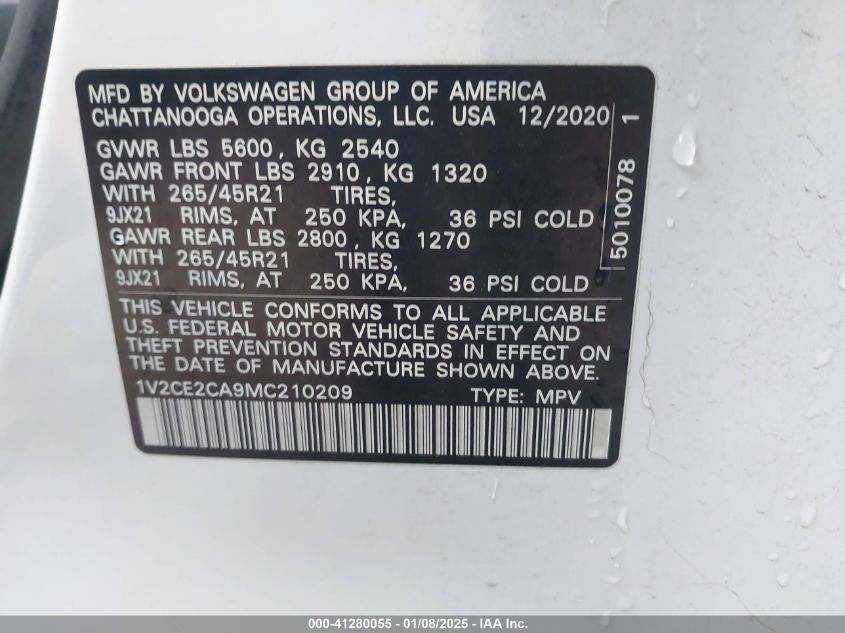 MFD BY VOLKSWAGEN GROUP OF AMERICA
CHATTANOOGA OPERATIONS, LLC. USA 12/2020
GVWR LBS 5600, KG 2540
GAWR FRONT LBS 2910, KG 1320
WITH 265/45R21 TIRES,
9JX21 RIMS, AT 250 KPA, 36 PSI COLD
GAWR REAR LBS 2800, KG 1270
WITH 265/45R21 TIRES,
9JX21 RIMS, AT 250 KPA, 36 PSI COLD
THIS VEHICLE CONFORMS TO ALL APPLICABLE
U.S. FEDERAL MOTOR VEHICLE SAFETY AND
THEFT PREVENTION STANDARDS IN EFFECT ON
THE DATE OF MANUFACTURE SHOWN ABOVE.
1V2CE2CA9MC210209 TYPE: MPV
5010078 1
000-41280055 - 01/08/2025 - IAA Inc.